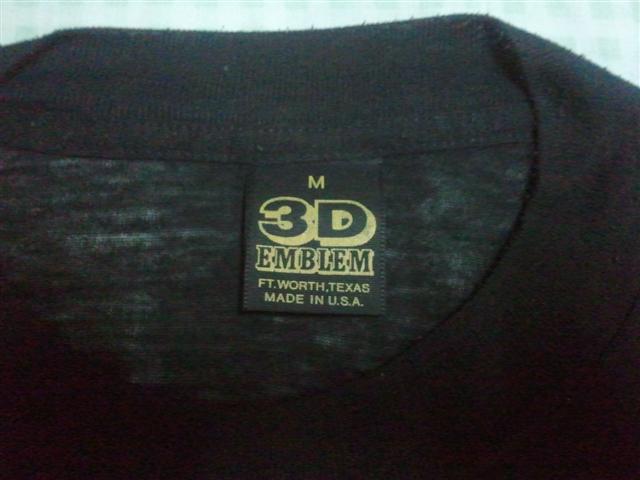 M
3D
EMBLEM
FT.WORTH,TEXAS
MADE IN U.S.A.